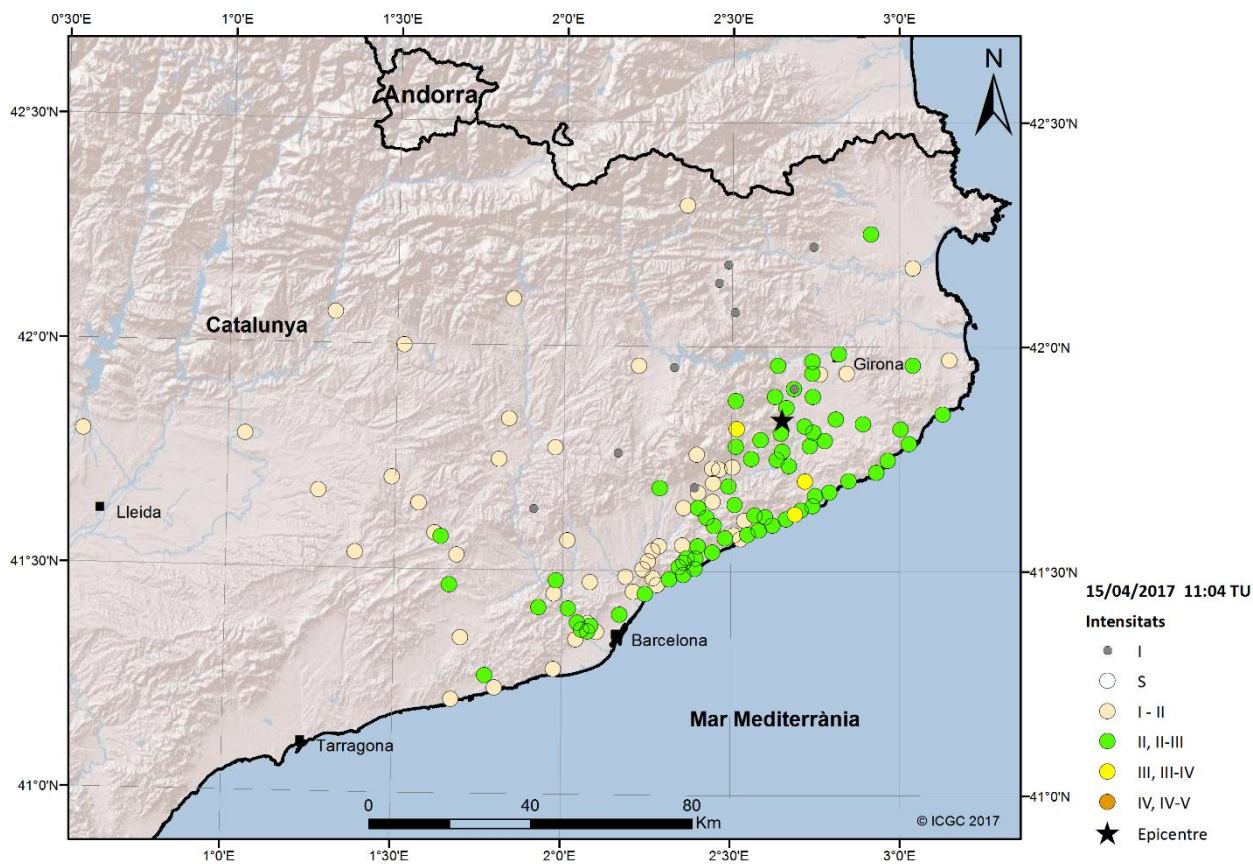 0°30'E 1°0'E 1°30'E 2°0'E 2°30'E 3°0'E
N
Andorra
42°30'N 42°30'N
Catalunya
42°0'N 42°0'N
Girona
Lleida
41°30'N 41°30'N
15/04/2017 11:04 TU
Intensitats
I
S
I - II
II, II-III
III, III-IV
IV, IV-V
Epicentre
Barcelona
Mar Mediterrània
Tarragona
41°0'N 41°0'N
0 40 80
Km
© ICGC 2017
1°0'E 1°30'E 2°0'E 2°30'E 3°0'E